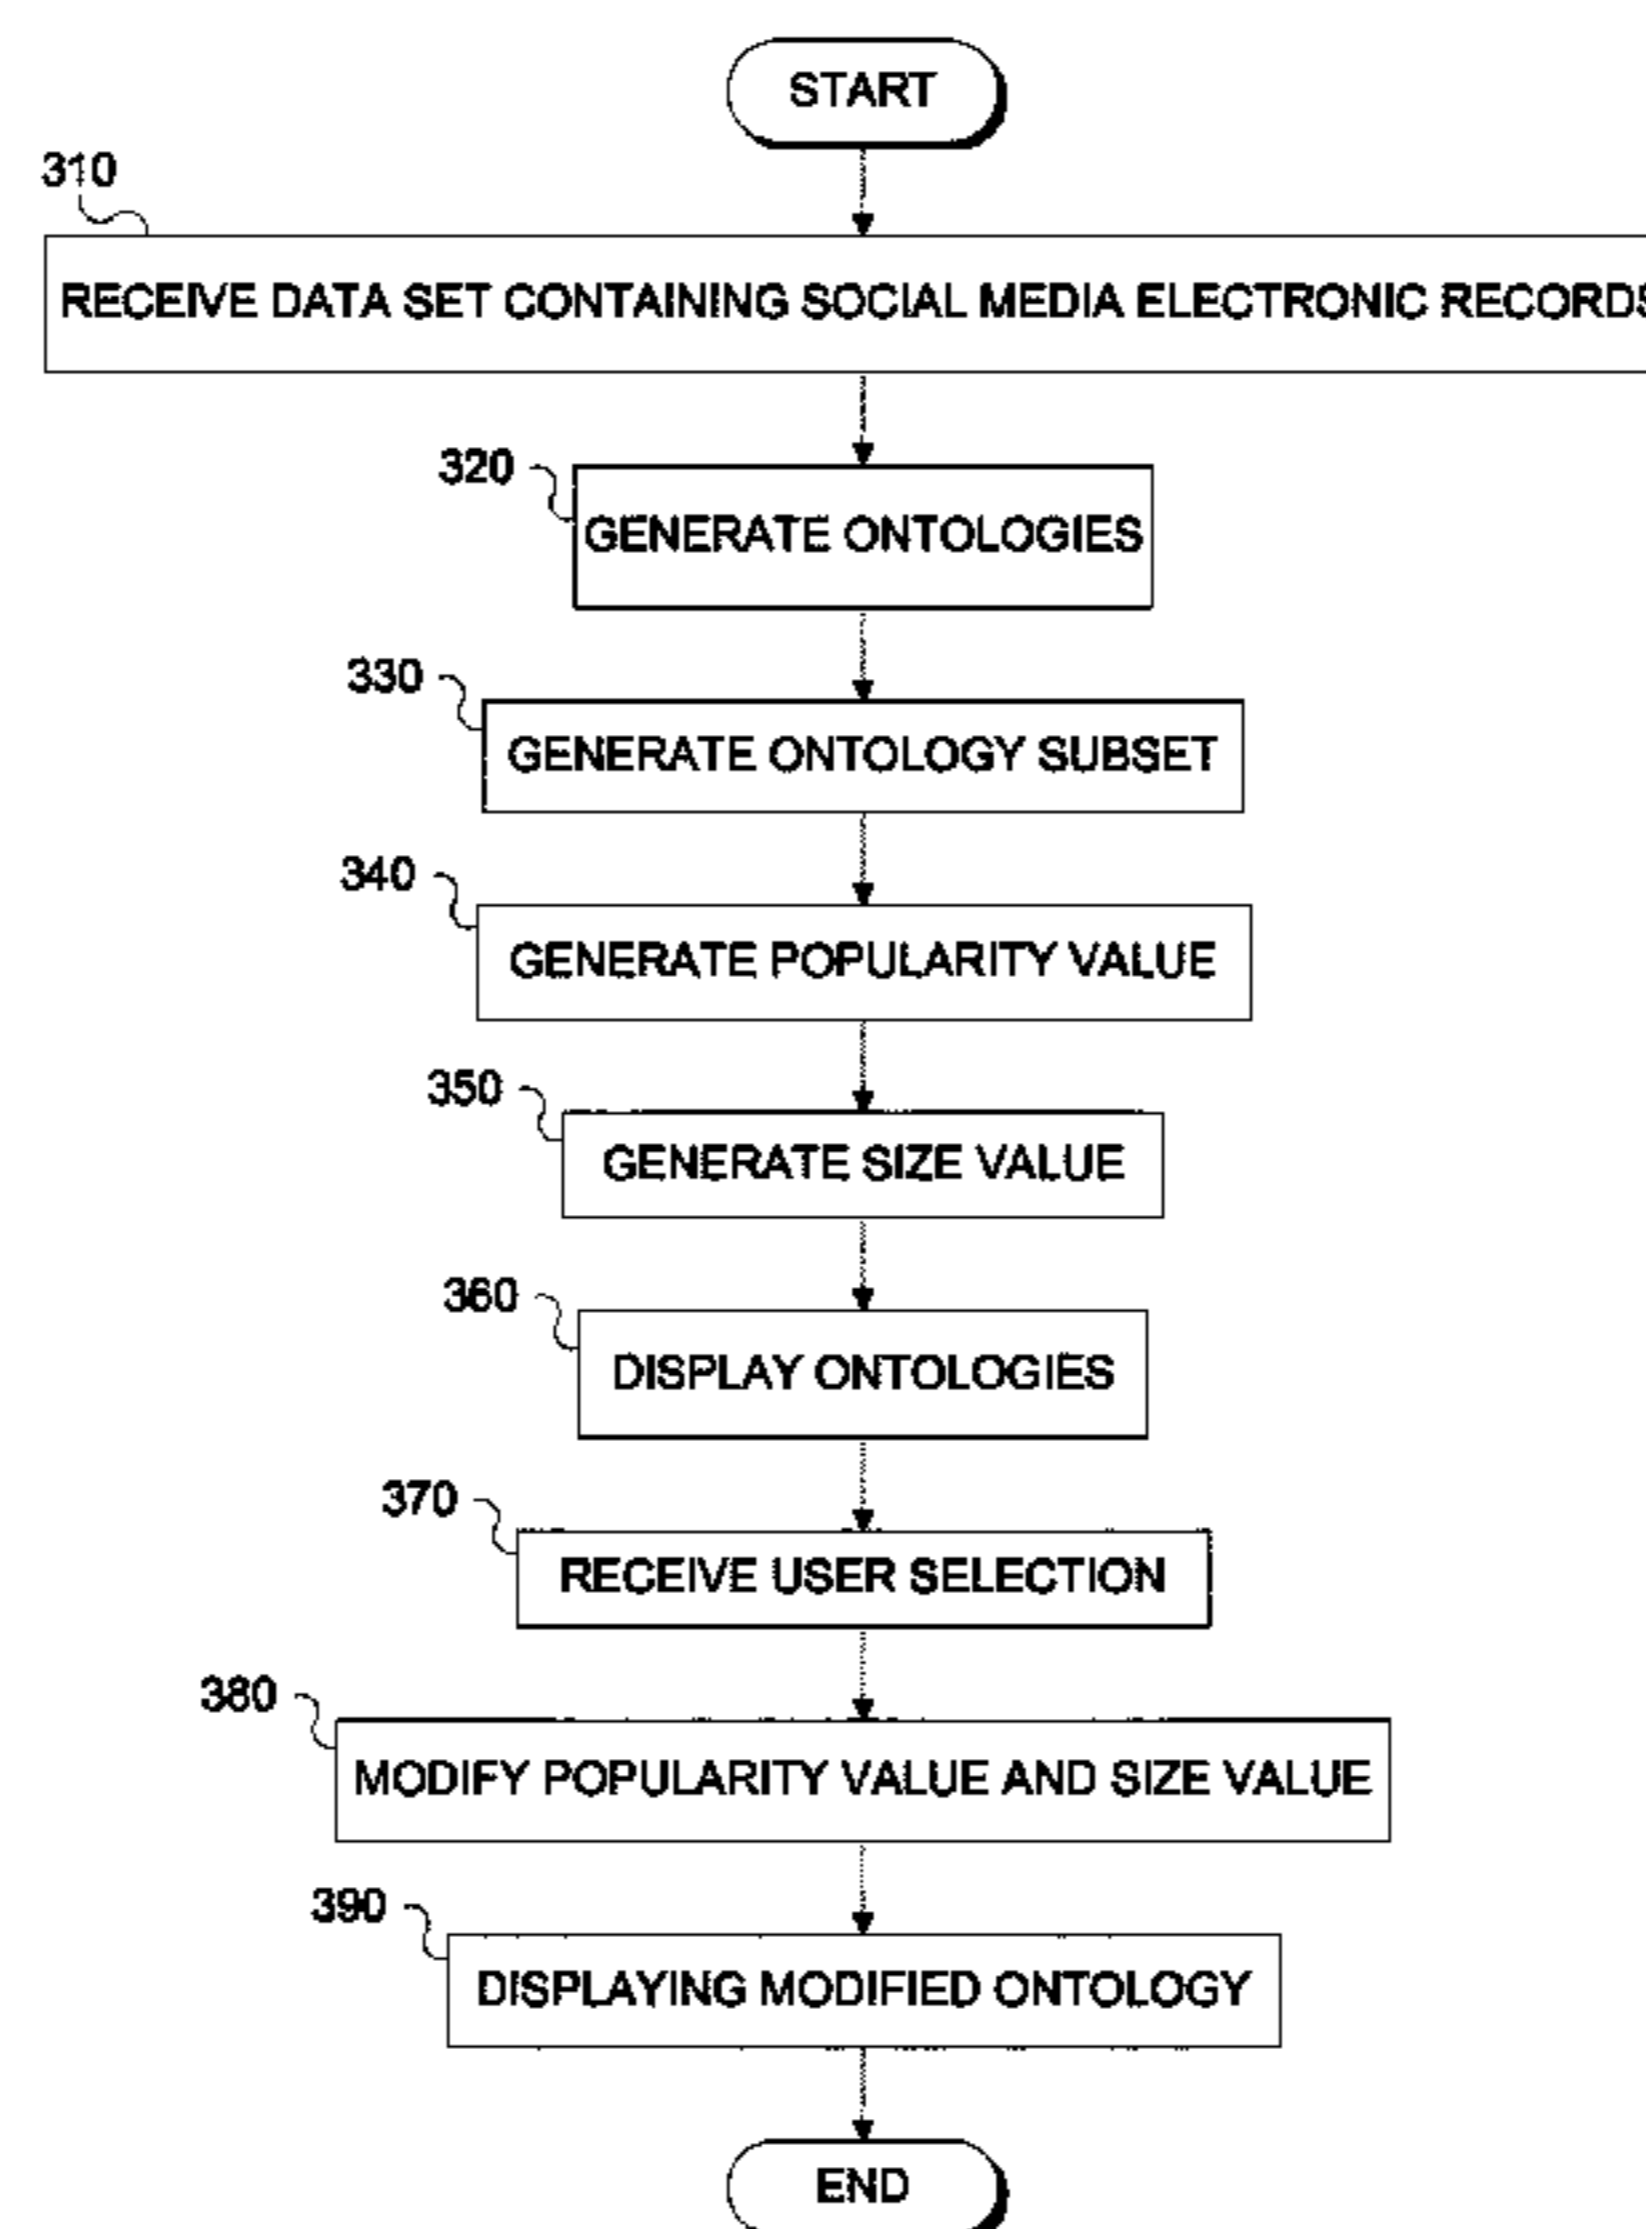 START
310
RECEIVE DATA SET CONTAINING SOCIAL MEDIA ELECTRONIC RECORDS
320
GENERATE ONTOLOGIES
330
GENERATE ONTOLOGY SUBSET
340
GENERATE POPULARITY VALUE
350
GENERATE SIZE VALUE
360
DISPLAY ONTOLOGIES
370
RECEIVE USER SELECTION
380
MODIFY POPULARITY VALUE AND SIZE VALUE
390
DISPLAYING MODIFIED ONTOLOGY
END